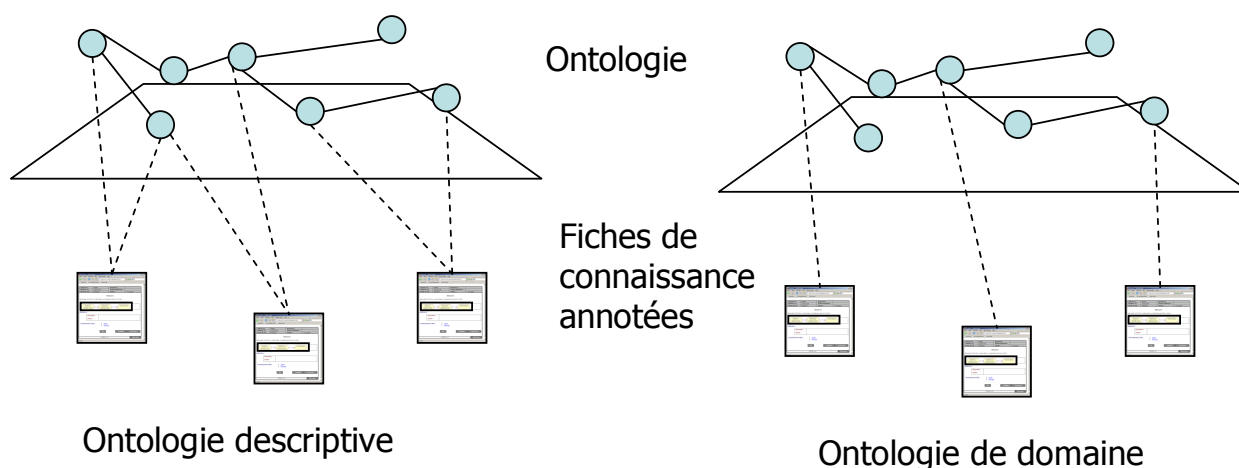 Ontologie
Fiches de
connaissance
annotées
Ontologie descriptive
Ontologie de domaine